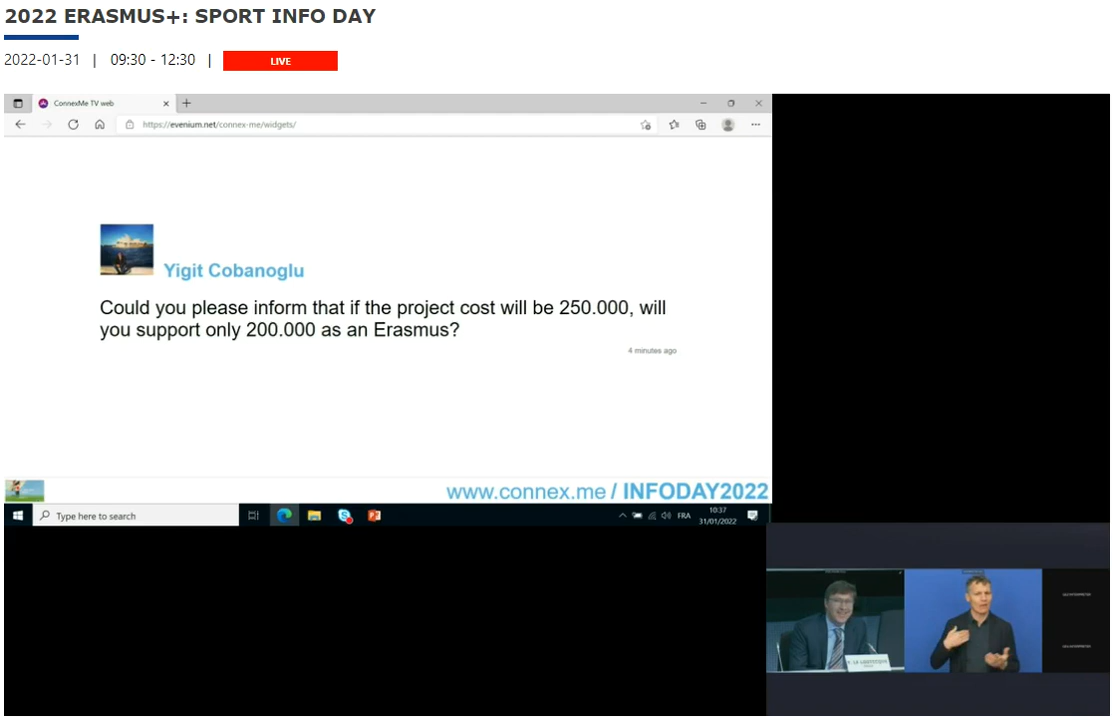 2022 ERASMUS+: SPORT INFO DAY
2022-01-31 | 09:30 - 12:30 | LIVE
ConnexMe TV web
https://evenium.net/connex-me/widgets/
Yigit Cobanoglu
Could you please inform that if the project cost will be 250.000, will
you support only 200.000 as an Erasmus?
4 minutes ago
www.connex.me / INFODAY2022
Type here to search
FRA
10:37
31/01/2022